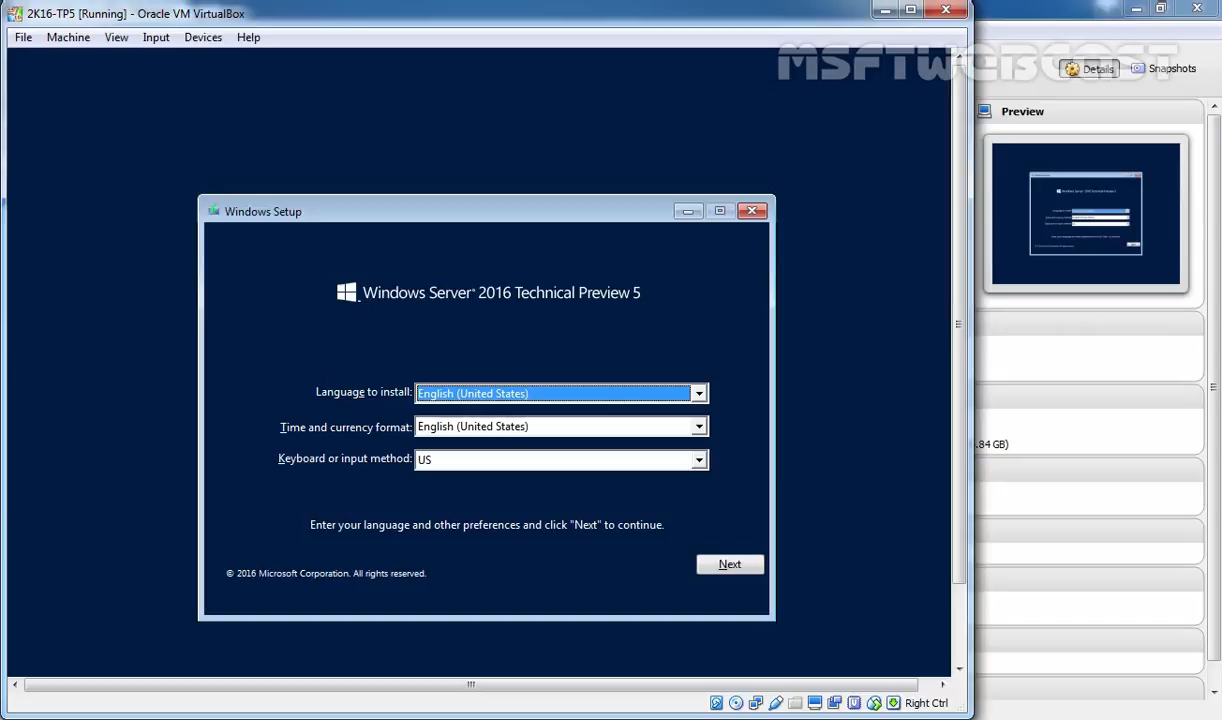 2K16-TP5 [Running] - Oracle VM VirtualBox
File Machine View Input Devices Help
MSFTWEBCAST
Details Snapshots
Preview
Windows Setup
Windows Server® 2016 Technical Preview 5
Language to install: English (United States)
Time and currency format: English (United States)
Keyboard or input method: US
.84 GB)
Enter your language and other preferences and click "Next" to continue.
Next
© 2016 Microsoft Corporation. All rights reserved.
Right Ctrl